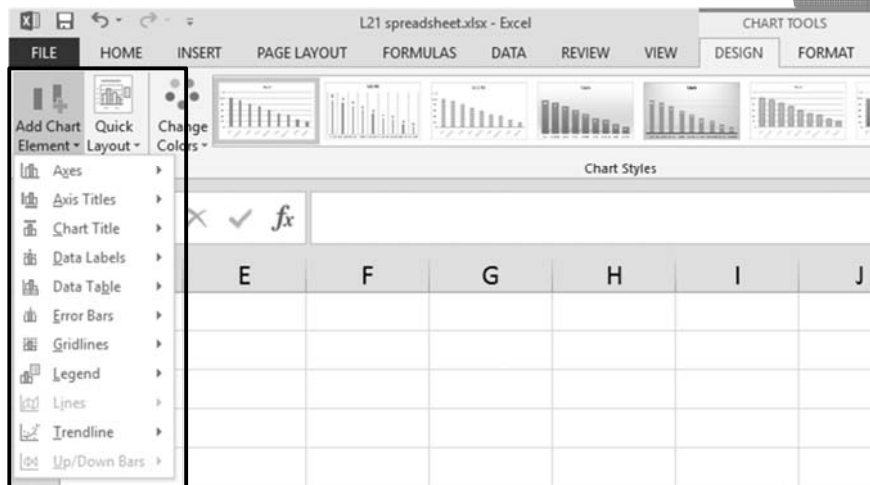 L21 spreadsheet.xlsx - Excel
CHART TOOLS
FILE HOME INSERT PAGE LAYOUT FORMULAS DATA REVIEW VIEW DESIGN FORMAT
Add Chart Element
Quick Layout
Change Colors
Chart Styles
Axes
Axis Titles
Chart Title
Data Labels
Data Table
Error Bars
Gridlines
Legend
Lines
Trendline
Up/Down Bars
fx
E F G H I J